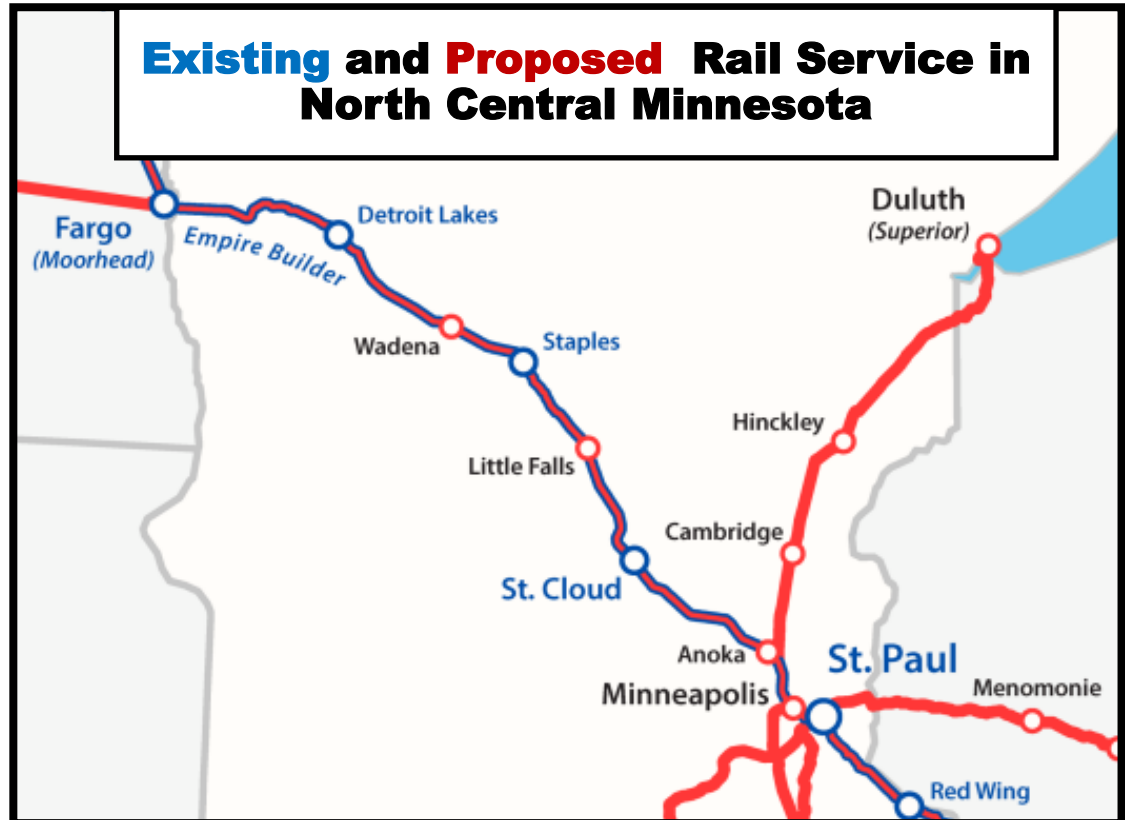 Existing and Proposed Rail Service in
North Central Minnesota
Duluth
(Superior)
Fargo
(Moorhead)
Empire Builder
Detroit Lakes
Wadena
Staples
Hinckley
Little Falls
Cambridge
St. Cloud
Anoka
St. Paul
Minneapolis
Menomonie
Red Wing